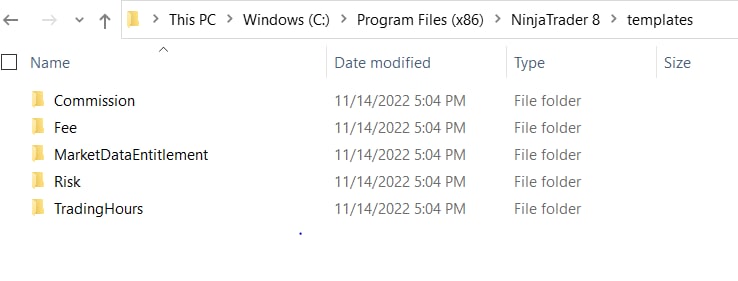 This PC > Windows (C:) > Program Files (x86) > NinjaTrader 8 > templates
Name Date modified Type Size
Commission 11/14/2022 5:04 PM File folder
Fee 11/14/2022 5:04 PM File folder
MarketDataEntitlement 11/14/2022 5:04 PM File folder
Risk 11/14/2022 5:04 PM File folder
TradingHours 11/14/2022 5:04 PM File folder